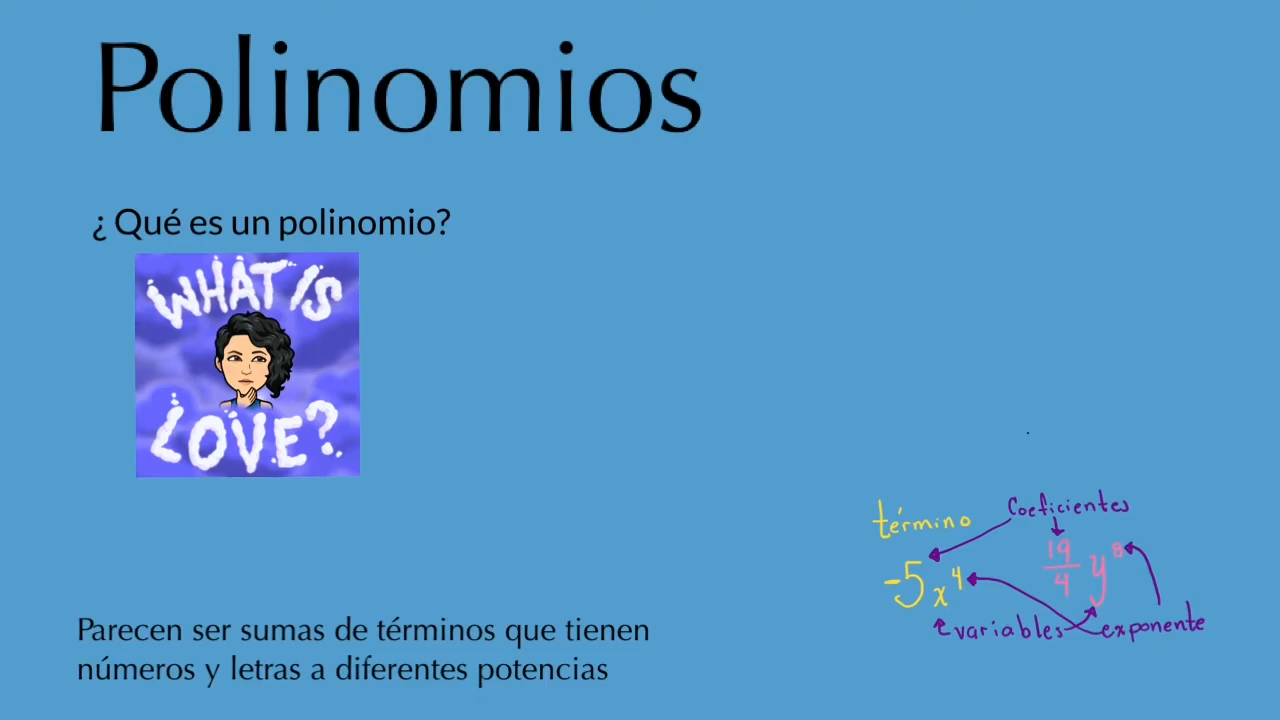 Polinomios
¿ Qué es un polinomio?
WHAT IS
LOVE?
Coeficientes
término
-5x⁴
19/4 y⁸
variables
exponente
Parecen ser sumas de términos que tienen
números y letras a diferentes potencias